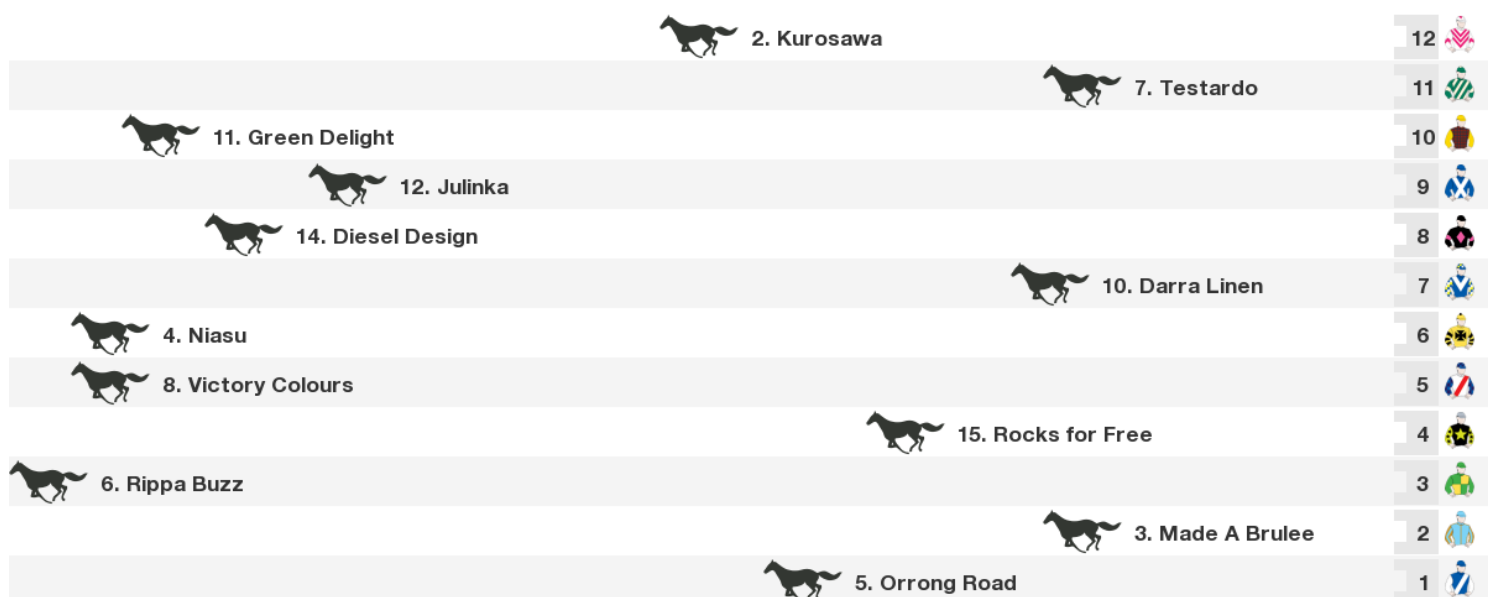 2. Kurosawa 12
7. Testardo 11
11. Green Delight 10
12. Julinka 9
14. Diesel Design 8
10. Darra Linen 7
4. Niasu 6
8. Victory Colours 5
15. Rocks for Free 4
6. Rippa Buzz 3
3. Made A Brulee 2
5. Orrong Road 1